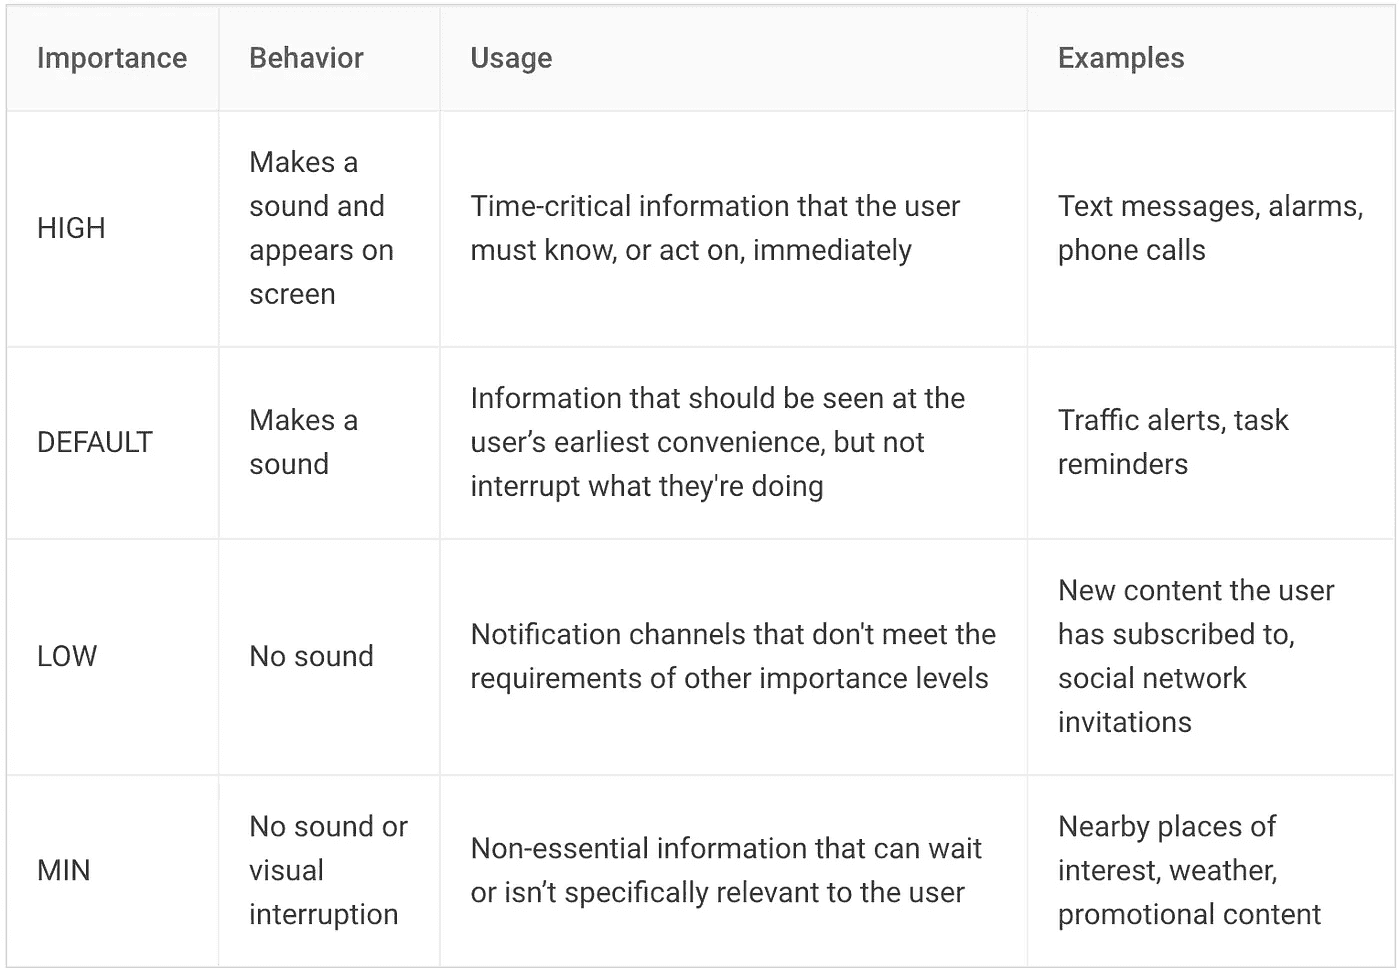 Importance
Behavior
Usage
Examples
HIGH
Makes a
sound and
appears on
screen
Time-critical information that the user
must know, or act on, immediately
Text messages, alarms,
phone calls
DEFAULT
Makes a
sound
Information that should be seen at the
user’s earliest convenience, but not
interrupt what they're doing
Traffic alerts, task
reminders
LOW
No sound
Notification channels that don't meet the
requirements of other importance levels
New content the user
has subscribed to,
social network
invitations
MIN
No sound or
visual
interruption
Non-essential information that can wait
or isn’t specifically relevant to the user
Nearby places of
interest, weather,
promotional content